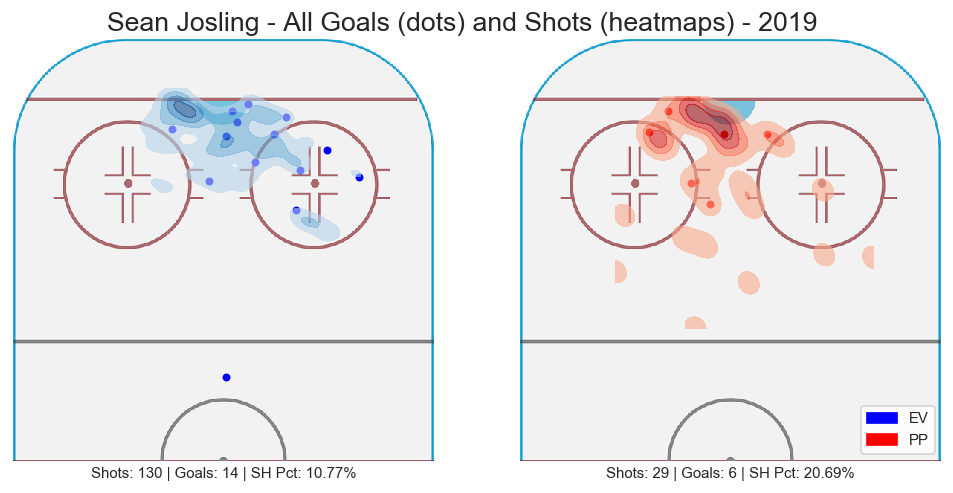 Sean Josling - All Goals (dots) and Shots (heatmaps) - 2019
EV
PP
Shots: 130 | Goals: 14 | SH Pct: 10.77%
Shots: 29 | Goals: 6 | SH Pct: 20.69%